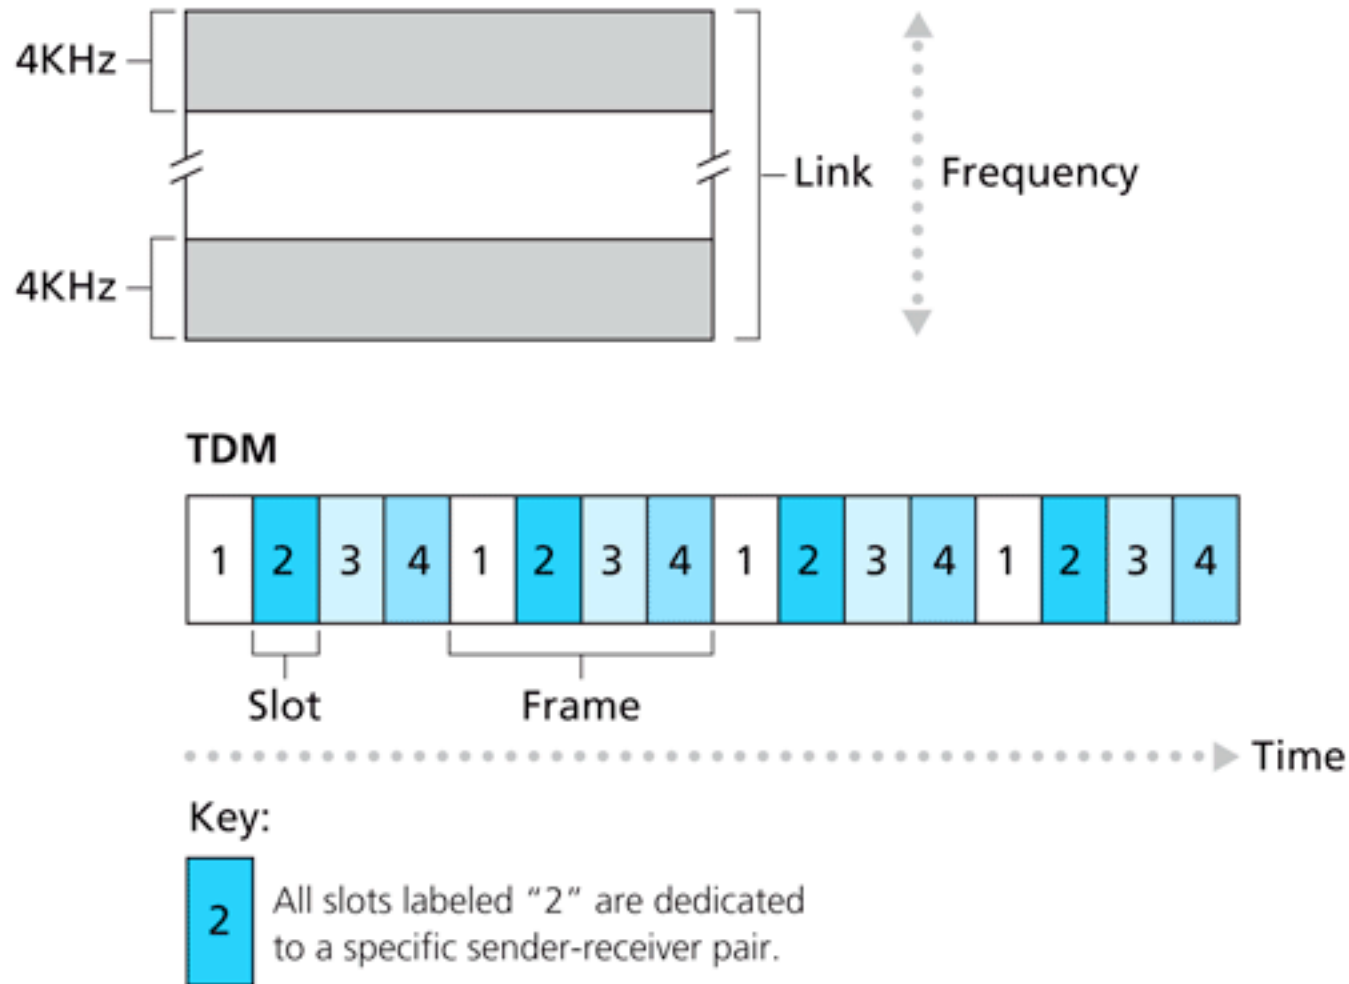 4KHz
Link
Frequency
4KHz
TDM
1 2 3 4 1 2 3 4 1 2 3 4 1 2 3 4
Slot
Frame
Time
Key:
2
All slots labeled “2” are dedicated
to a specific sender-receiver pair.